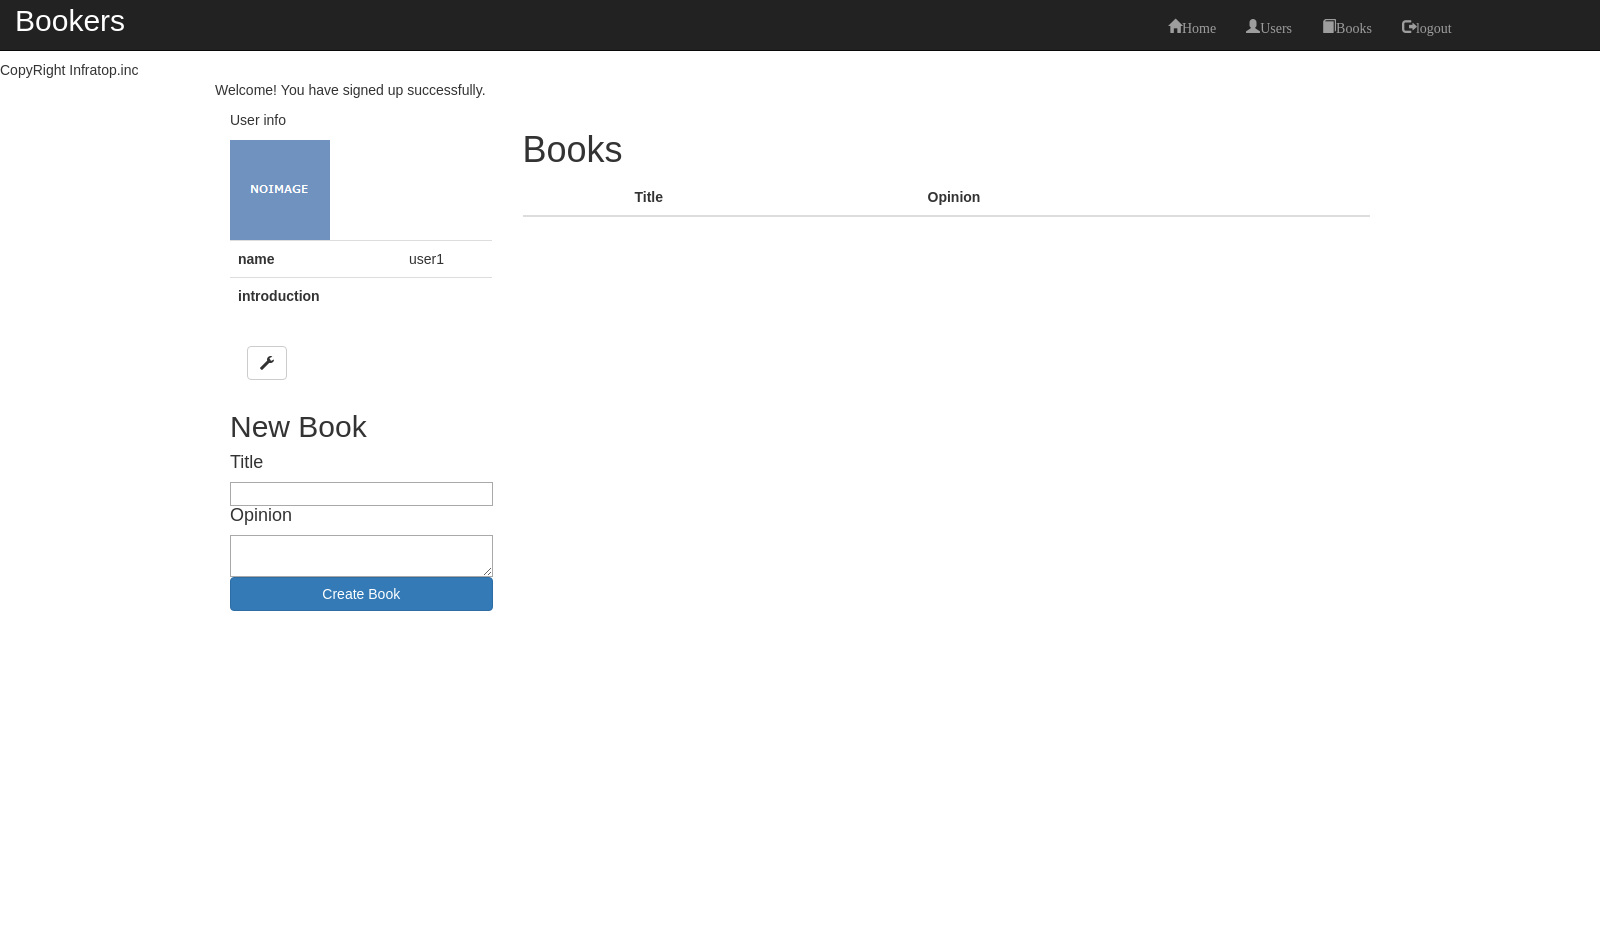 Bookers
Home Users Books logout
CopyRight Infratop.inc
Welcome! You have signed up successfully.
User info
NOIMAGE
name user1
introduction
New Book
Title
Opinion
Create Book
Books
Title Opinion